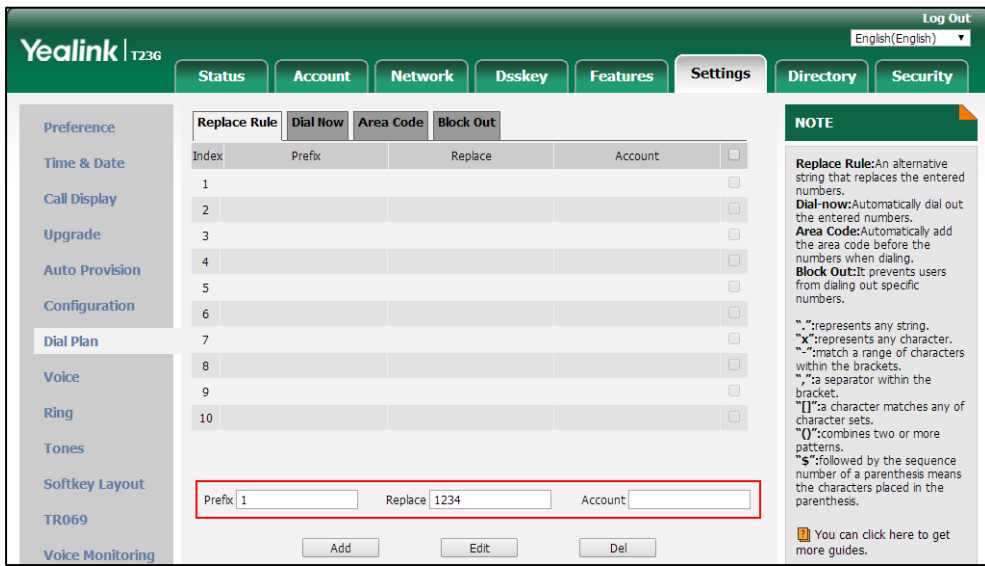 Log Out
English(English)
Yealink T23G
Status Account Network Dsskey Features Settings Directory Security
Preference
Time & Date
Call Display
Upgrade
Auto Provision
Configuration
Dial Plan
Voice
Ring
Tones
Softkey Layout
TR069
Voice Monitoring
Replace Rule Dial Now Area Code Block Out
Index Prefix Replace Account
1
2
3
4
5
6
7
8
9
10
Prefix 1 Replace 1234 Account
Add Edit Del
NOTE
Replace Rule:An alternative
string that replaces the entered
numbers.
Dial-now:Automatically dial out
the entered numbers.
Area Code:Automatically add
the area code before the
numbers when dialing.
Block Out:It prevents users
from dialing out specific
numbers.
".":represents any string.
"x":represents any character.
"-":match a range of characters
within the brackets.
",":a separator within the
bracket.
"[]":a character matches any of
character sets.
"()":combines two or more
patterns.
"$":followed by the sequence
number of a parenthesis means
the characters placed in the
parenthesis.
You can click here to get
more guides.